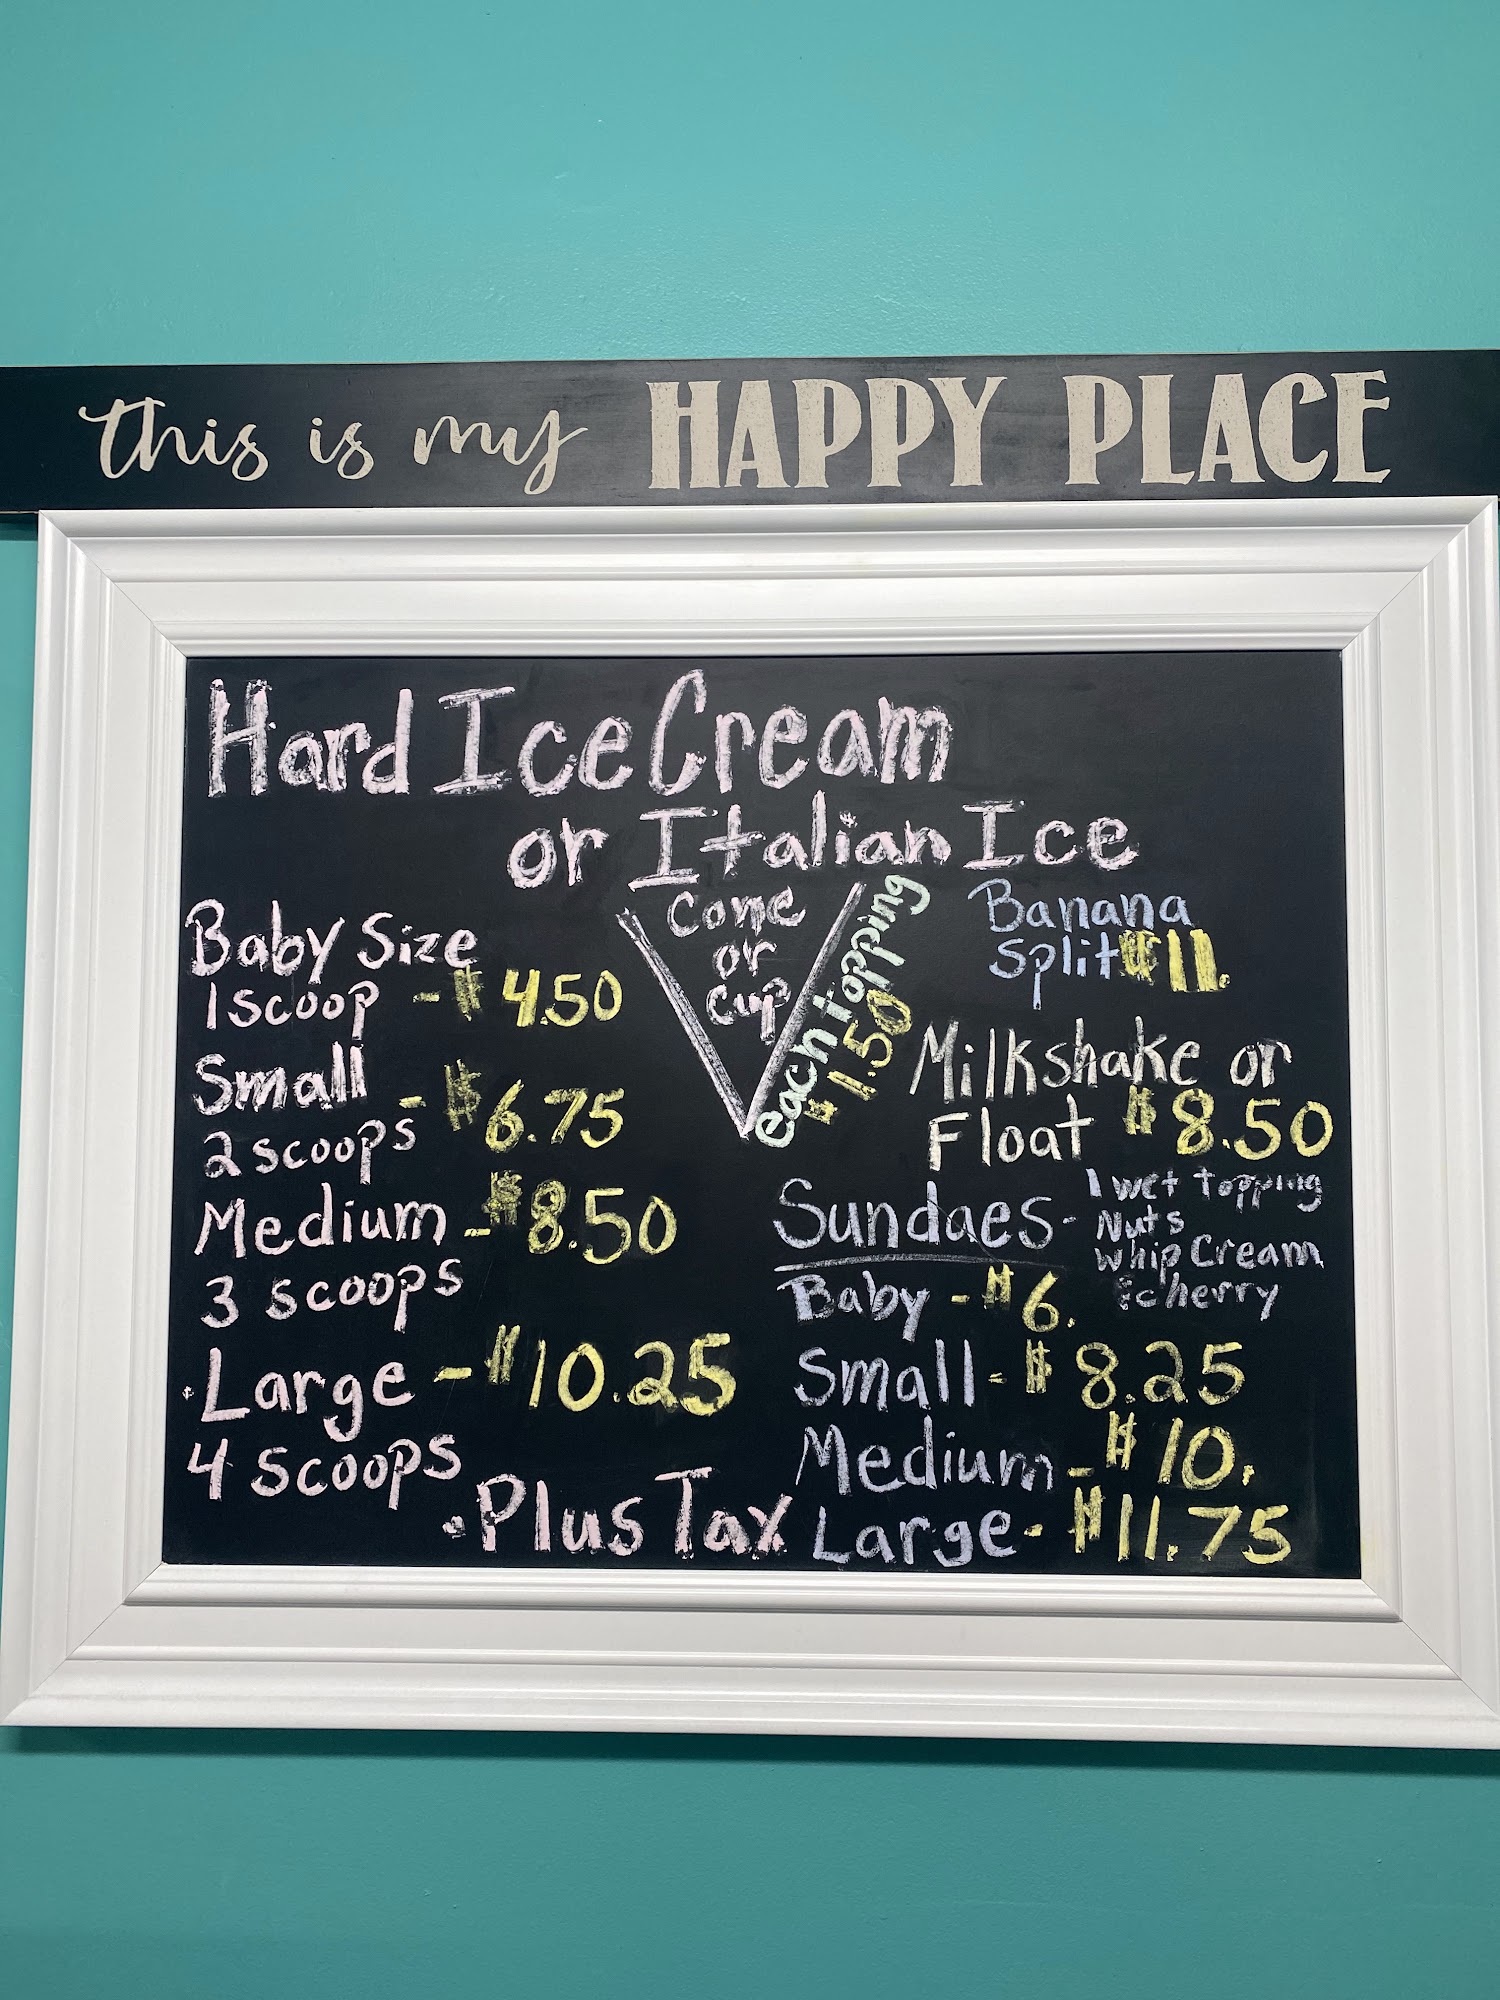 this is my HAPPY PLACE
Hard Ice Cream
or Italian Ice
Baby Size
1 scoop - $4.50
Small - $6.75
2 scoops
Medium - $8.50
3 scoops
Large - $10.25
4 scoops
Plus Tax
Cone
or
Cup
each topping
$1.50
Banana
Split $11.
Milkshake or
Float $8.50
Sundaes - 1 wet topping
Nuts
Whip Cream
& cherry
Baby - $6.
Small - $8.25
Medium - $10.
Large - $11.75